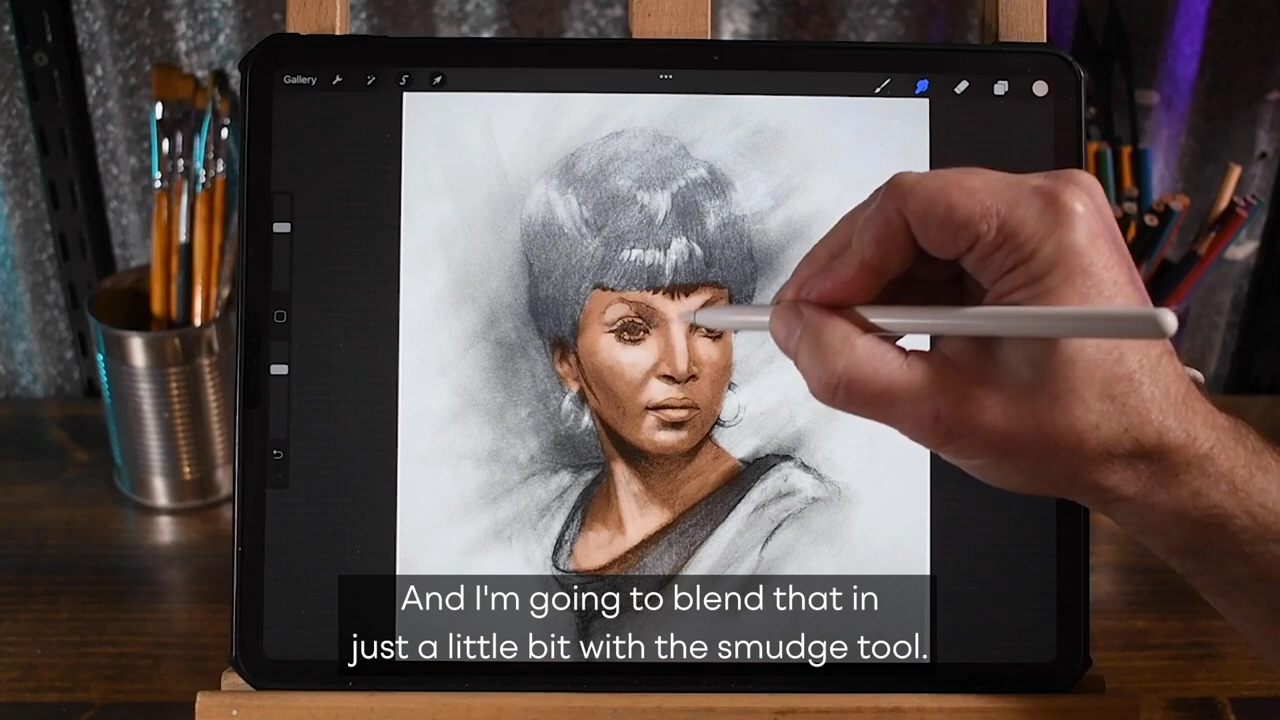 Gallery
And I'm going to blend that in
just a little bit with the smudge tool.